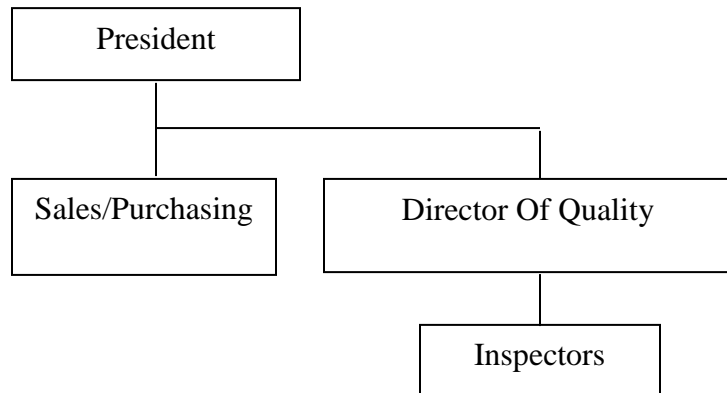 President
Sales/Purchasing
Director Of Quality
Inspectors